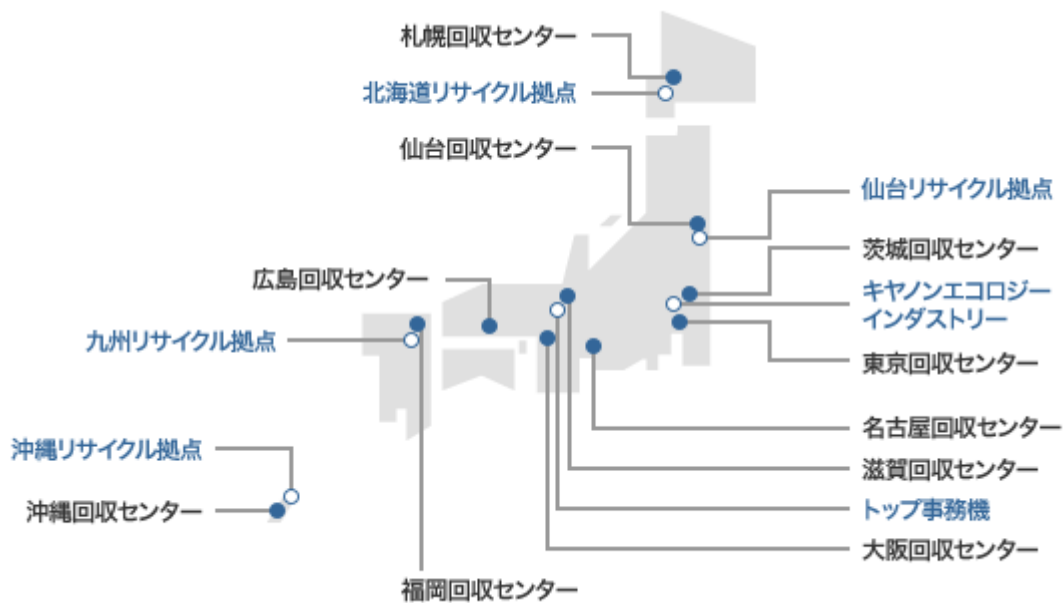 札幌回収センター
北海道リサイクル拠点
仙台回収センター
仙台リサイクル拠点
茨城回収センター
広島回収センター
キヤノンエコロジー
インダストリー
九州リサイクル拠点
東京回収センター
名古屋回収センター
沖縄リサイクル拠点
滋賀回収センター
沖縄回収センター
トップ事務機
大阪回収センター
福岡回収センター